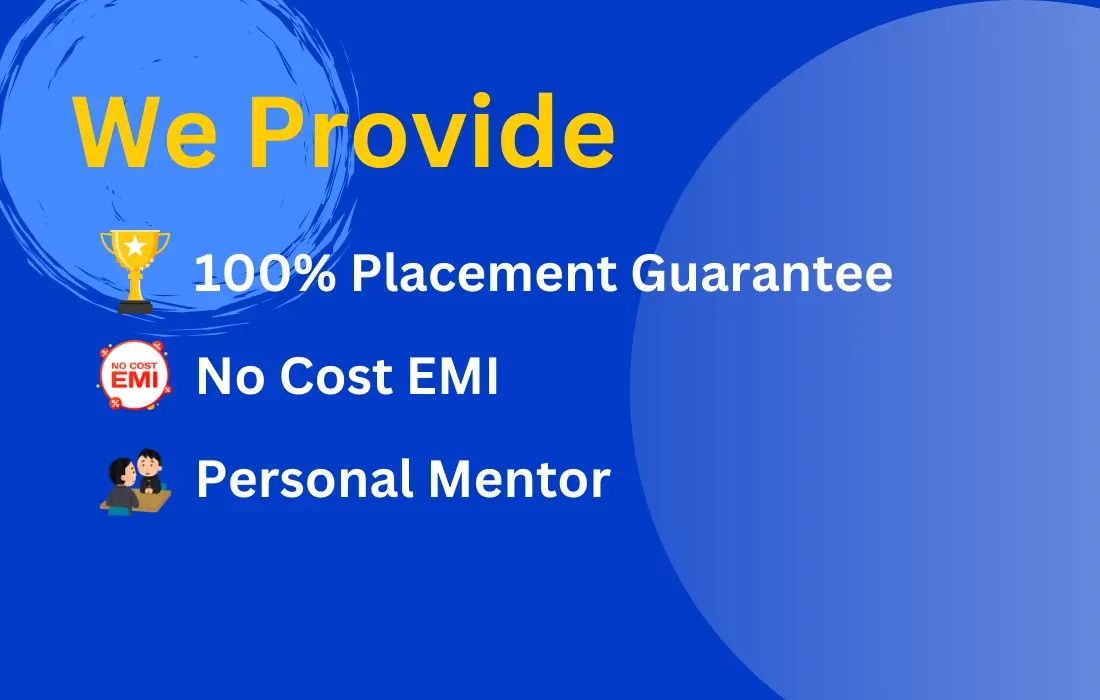 We Provide
100% Placement Guarantee
NO COST
EMI
No Cost EMI
Personal Mentor